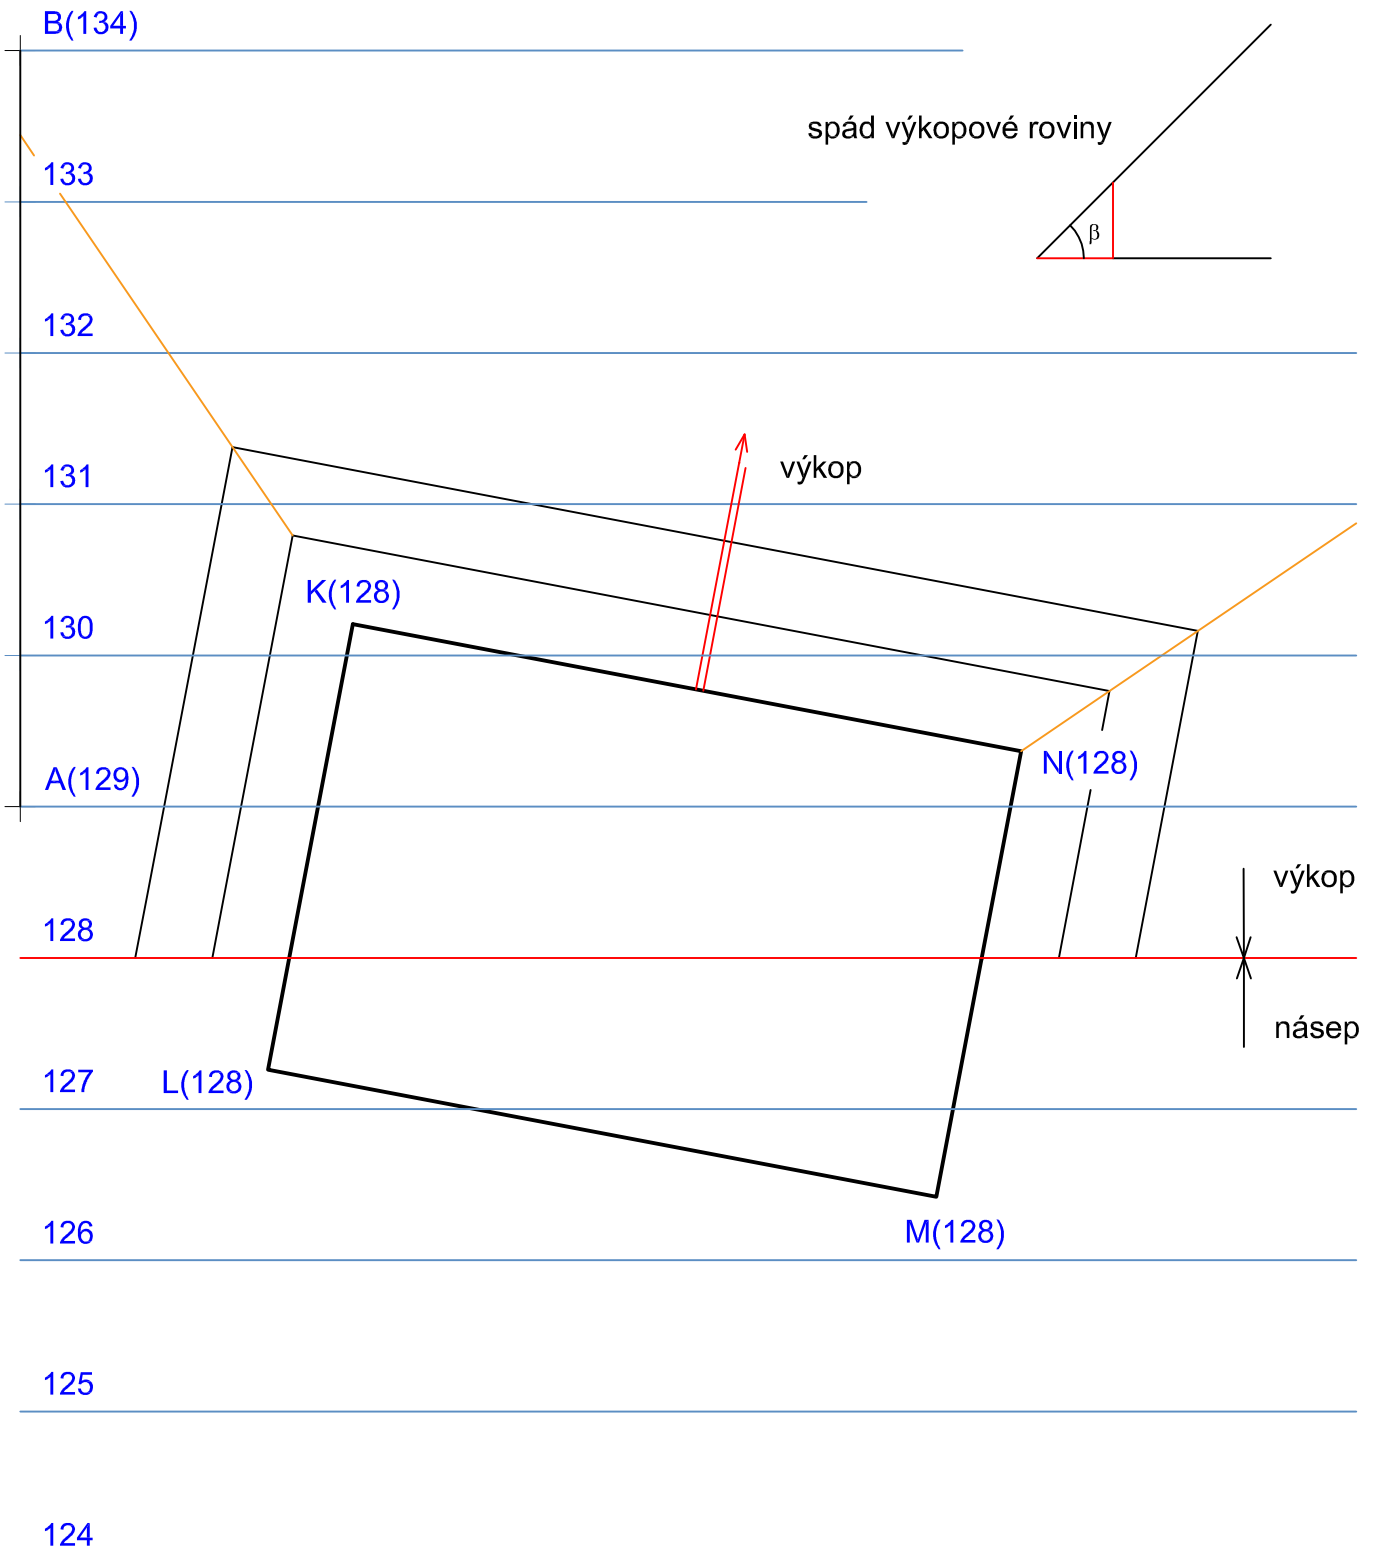 B(134)
spád výkopové roviny
133
β
132
výkop
131
K(128)
130
N(128)
A(129)
výkop
128
násep
127
L(128)
126
M(128)
125
124